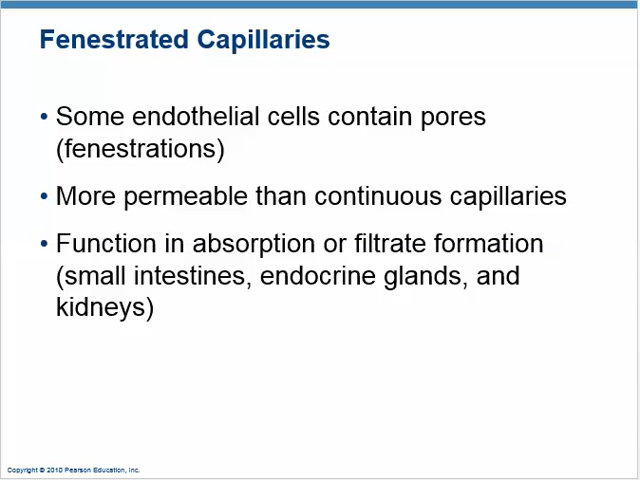 Fenestrated Capillaries
• Some endothelial cells contain pores
(fenestrations)
• More permeable than continuous capillaries
• Function in absorption or filtrate formation
(small intestines, endocrine glands, and
kidneys)
Copyright © 2010 Pearson Education, Inc.